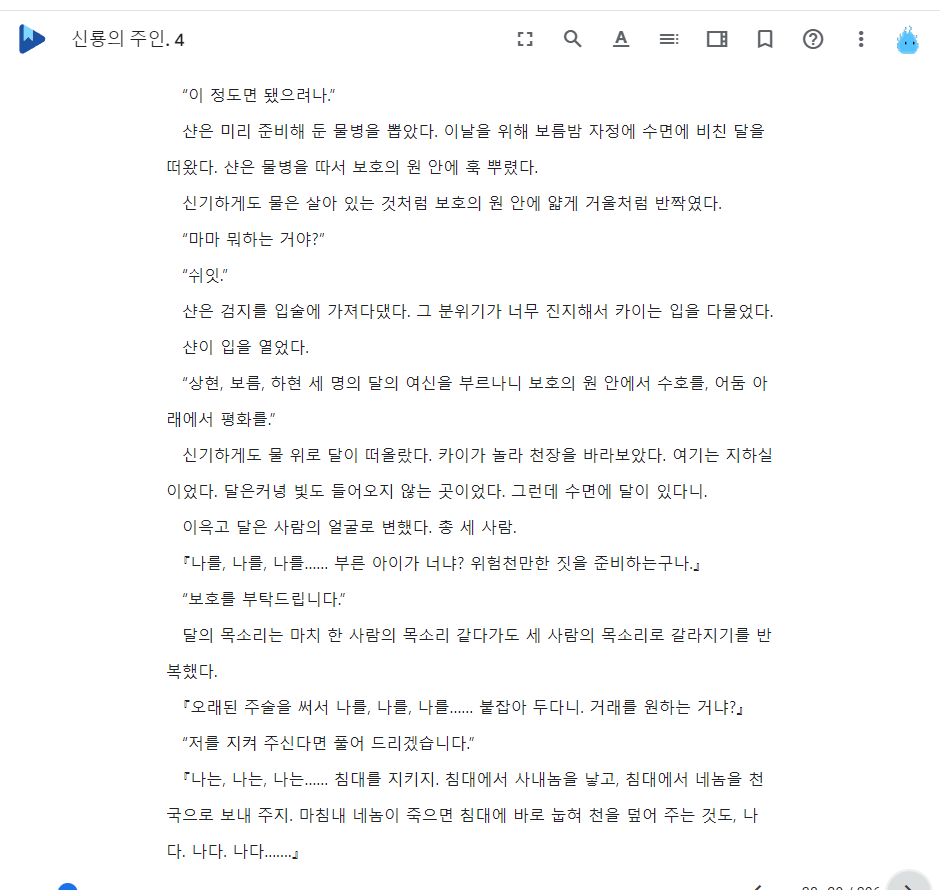 신룡의 주인. 4
“이 정도면 됐으려나.”
샨은 미리 준비해 둔 물병을 뽑았다. 이날을 위해 보름밤 자정에 수면에 비친 달을
떠왔다. 샨은 물병을 따서 보호의 원 안에 훅 뿌렸다.
신기하게도 물은 살아 있는 것처럼 보호의 원 안에 얇게 거울처럼 반짝였다.
“마마 뭐하는 거야?”
“쉬잇.”
샨은 검지를 입술에 가져다댔다. 그 분위기가 너무 진지해서 카이는 입을 다물었다.
샨이 입을 열었다.
“상현, 보름, 하현 세 명의 달의 여신을 부르나니 보호의 원 안에서 수호를, 어둠 아
래에서 평화를.”
신기하게도 물 위로 달이 떠올랐다. 카이가 놀라 천장을 바라보았다. 여기는 지하실
이었다. 달은커녕 빛도 들어오지 않는 곳이었다. 그런데 수면에 달이 있다니.
이윽고 달은 사람의 얼굴로 변했다. 총 세 사람.
『나를, 나를, 나를...... 부른 아이가 너냐? 위험천만한 짓을 준비하는구나.』
“보호를 부탁드립니다.”
달의 목소리는 마치 한 사람의 목소리 같다가도 세 사람의 목소리로 갈라지기를 반
복했다.
『오래된 주술을 써서 나를, 나를, 나를...... 붙잡아 두다니. 거래를 원하는 거냐?』
“저를 지켜 주신다면 풀어 드리겠습니다.”
『나는, 나는, 나는...... 침대를 지키지. 침대에서 사내놈을 낳고, 침대에서 네놈을 천
국으로 보내 주지. 마침내 네놈이 죽으면 침대에 바로 눕혀 천을 덮어 주는 것도, 나
다. 나다. 나다.......』